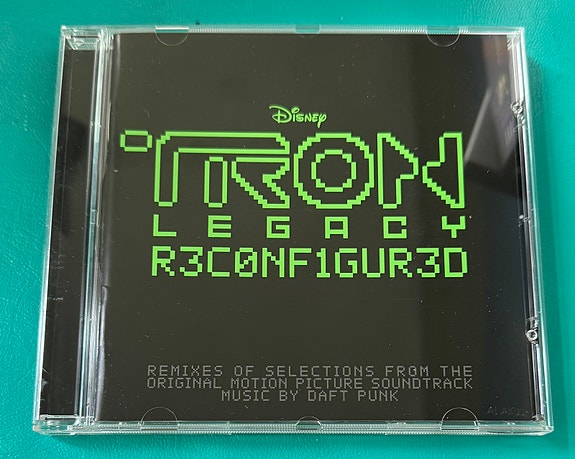 Disney
TRON
LEGACY
R3C0NF1GUR3D
REMIXES OF SELECTIONS FROM THE
ORIGINAL MOTION PICTURE SOUNDTRACK
MUSIC BY DAFT PUNK